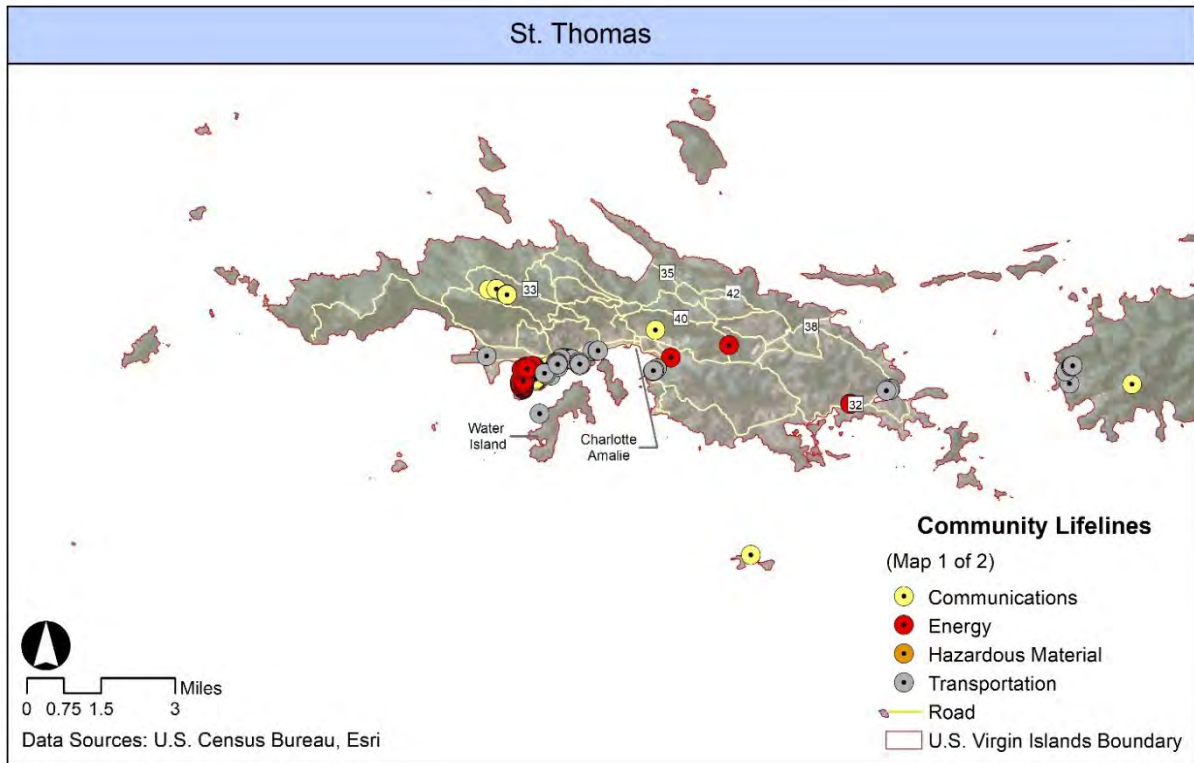 St. Thomas
35
33
42
40
38
32
Water
Island
Charlotte
Amalie
Community Lifelines
(Map 1 of 2)
Communications
Energy
Hazardous Material
Transportation
Road
U.S. Virgin Islands Boundary
Miles
0 0.75 1.5 3
Data Sources: U.S. Census Bureau, Esri